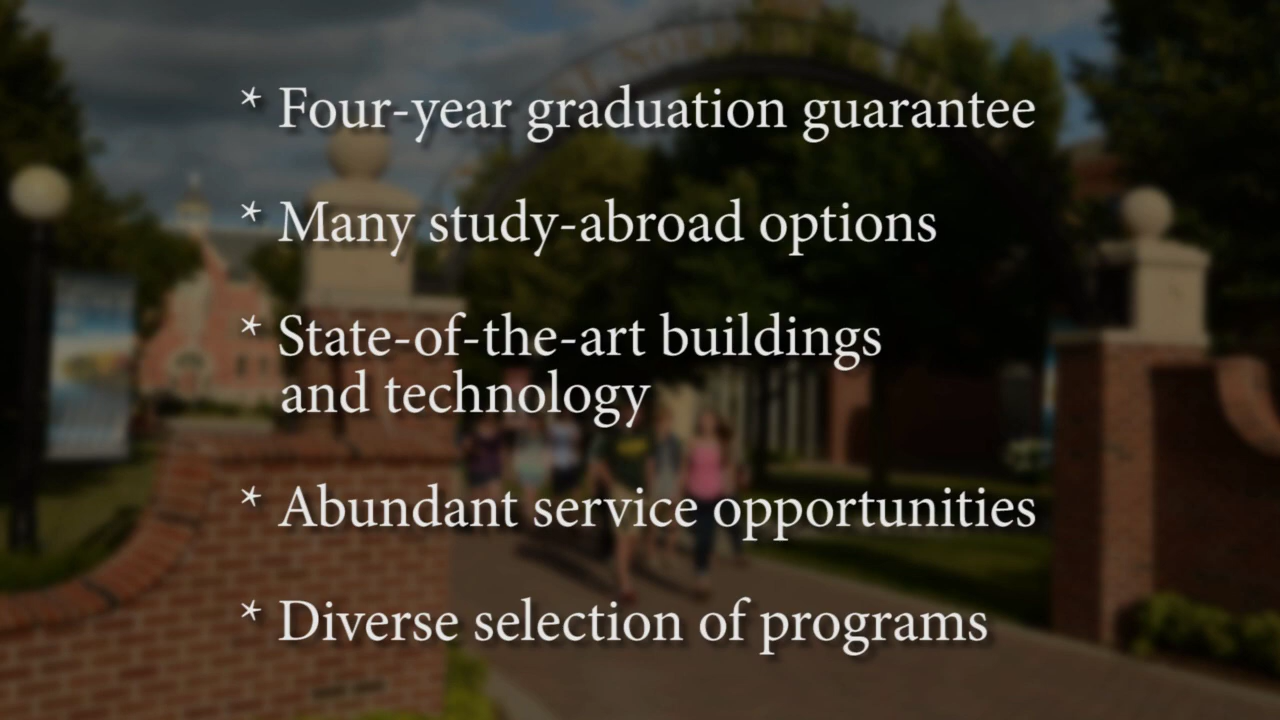 * Four-year graduation guarantee
* Many study-abroad options
* State-of-the-art buildings
and technology
* Abundant service opportunities
* Diverse selection of programs